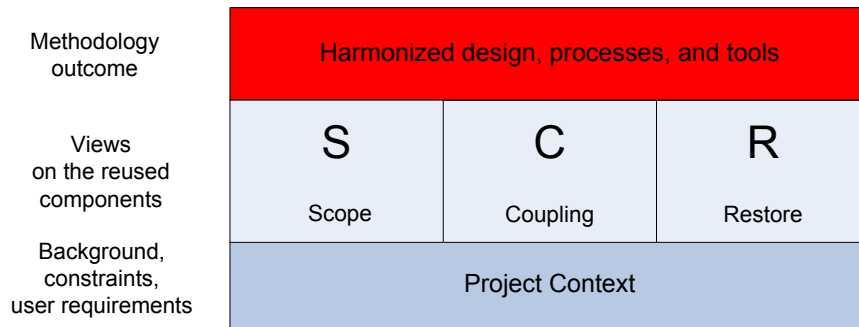 Methodology
outcome
Harmonized design, processes, and tools
Views
on the reused
components
S
C
R
Scope
Coupling
Restore
Background,
constraints,
user requirements
Project Context